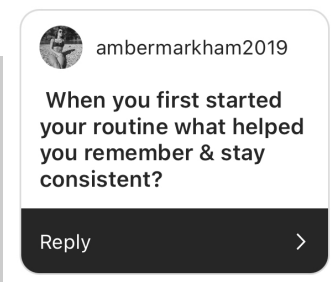 ambermarkham2019
When you first started
your routine what helped
you remember & stay
consistent?
Reply